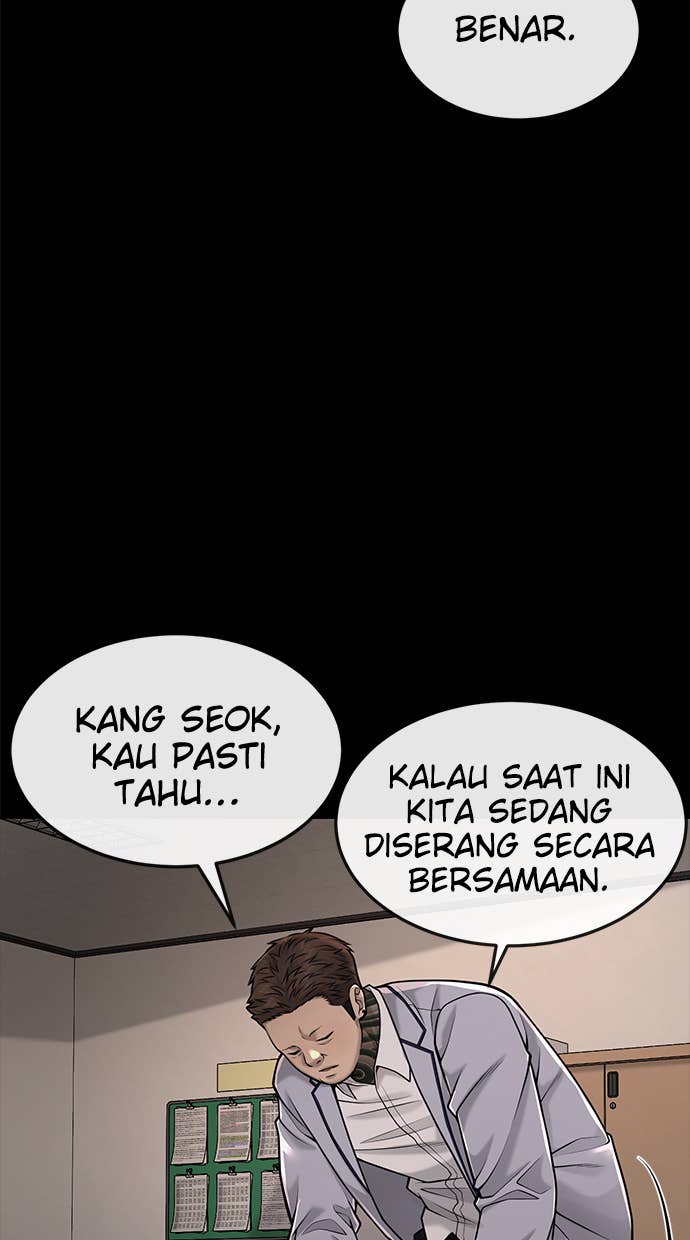 BENAR.
KANG SEOK,
KAU PASTI
TAHU...
KALAU SAAT INI
KITA SEDANG
DISERANG SECARA
BERSAMAAN.